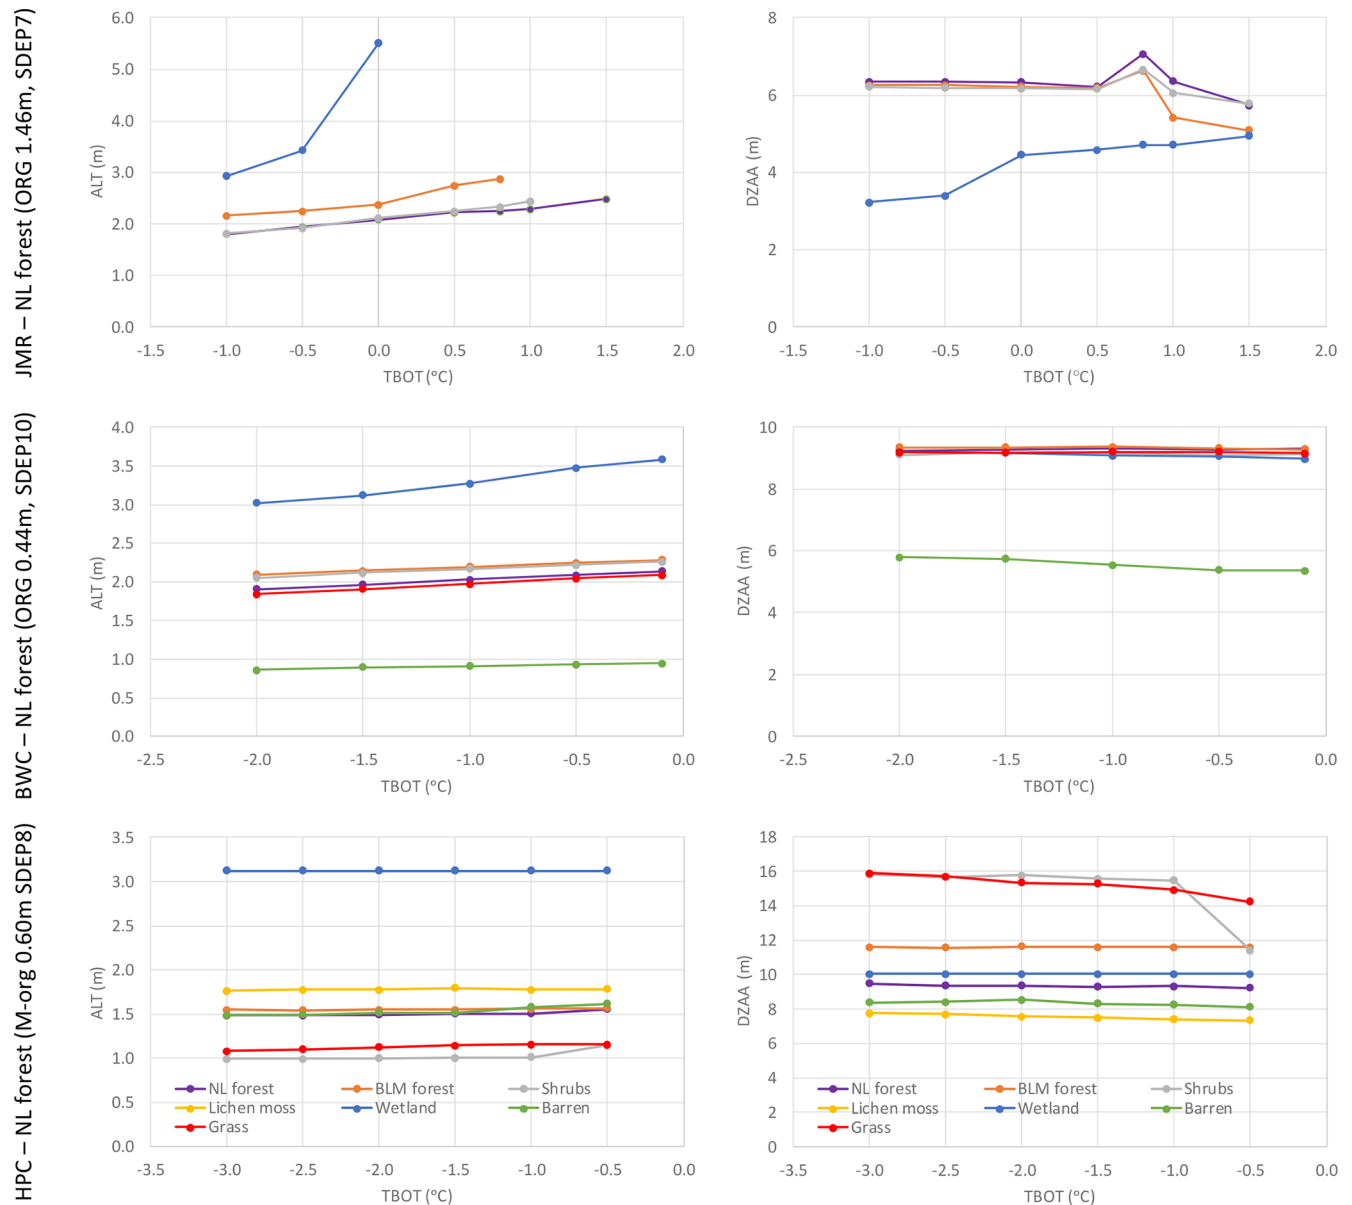 JMR – NL forest (ORG 1.46m, SDEP7)
6.0
5.0
4.0
3.0
2.0
1.0
0.0
ALT (m)
-1.5 -1.0 -0.5 0.0 0.5 1.0 1.5 2.0
TBOT (°C)
8
6
4
2
0
DZAA (m)
-1.5 -1.0 -0.5 0.0 0.5 1.0 1.5 2.0
TBOT (°C)
BWC – NL forest (ORG 0.44m, SDEP10)
4.0
3.5
3.0
2.5
2.0
1.5
1.0
0.5
0.0
ALT (m)
-2.5 -2.0 -1.5 -1.0 -0.5 0.0
TBOT (°C)
10
8
6
4
2
0
DZAA (m)
-2.5 -2.0 -1.5 -1.0 -0.5 0.0
TBOT (°C)
HPC – NL forest (M-org 0.60m SDEP8)
3.5
3.0
2.5
2.0
1.5
1.0
0.5
0.0
ALT (m)
NL forest BLM forest Shrubs
Lichen moss Wetland Barren
Grass
-3.5 -3.0 -2.5 -2.0 -1.5 -1.0 -0.5 0.0
TBOT (°C)
18
16
14
12
10
8
6
4
2
0
DZAA (m)
NL forest BLM forest Shrubs
Lichen moss Wetland Barren
Grass
-3.5 -3.0 -2.5 -2.0 -1.5 -1.0 -0.5 0.0
TBOT (°C)